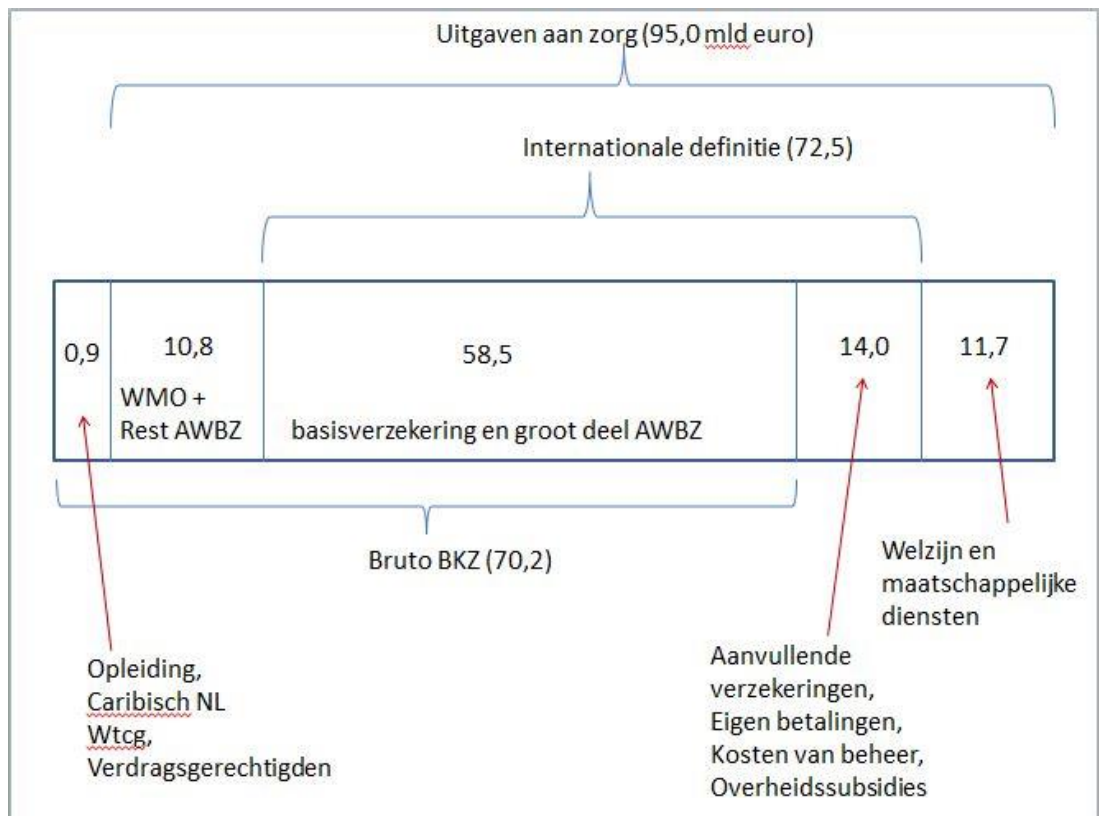 Uitgaven aan zorg (95,0 mld euro)
Internationale definitie (72,5)
0,9
10,8
58,5
14,0
11,7
WMO +
Rest AWBZ
basisverzekering en groot deel AWBZ
Bruto BKZ (70,2)
Welzijn en
maatschappelijke
diensten
Opleiding,
Caribisch NL
Wtcg,
Verdragsgerechtigden
Aanvullende
verzekeringen,
Eigen betalingen,
Kosten van beheer,
Overheidssubsidies